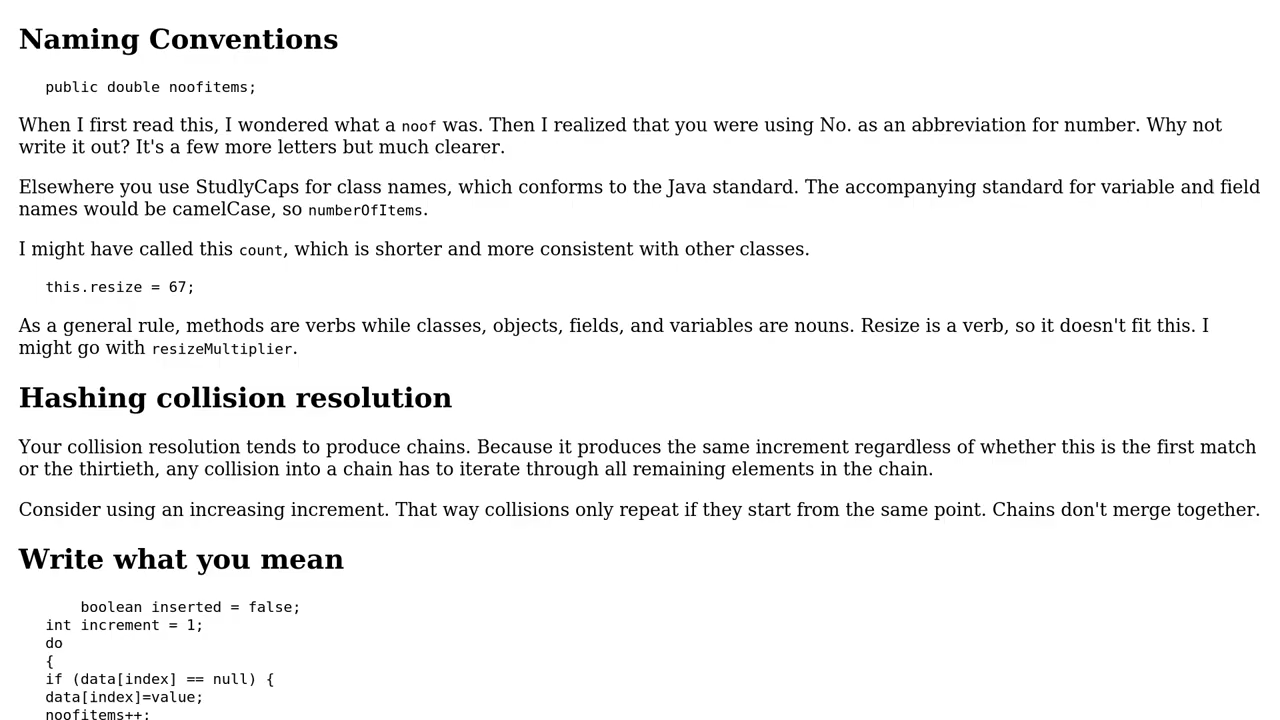 Naming Conventions
public double noofitems;
When I first read this, I wondered what a noof was. Then I realized that you were using No. as an abbreviation for number. Why not
write it out? It's a few more letters but much clearer.
Elsewhere you use StudlyCaps for class names, which conforms to the Java standard. The accompanying standard for variable and field
names would be camelCase, so numberOfItems.
I might have called this count, which is shorter and more consistent with other classes.
this.resize = 67;
As a general rule, methods are verbs while classes, objects, fields, and variables are nouns. Resize is a verb, so it doesn't fit this. I
might go with resizeMultiplier.
Hashing collision resolution
Your collision resolution tends to produce chains. Because it produces the same increment regardless of whether this is the first match
or the thirtieth, any collision into a chain has to iterate through all remaining elements in the chain.
Consider using an increasing increment. That way collisions only repeat if they start from the same point. Chains don't merge together.
Write what you mean
boolean inserted = false;
int increment = 1;
do
{
if (data[index] == null) {
data[index]=value;
noofitems++;